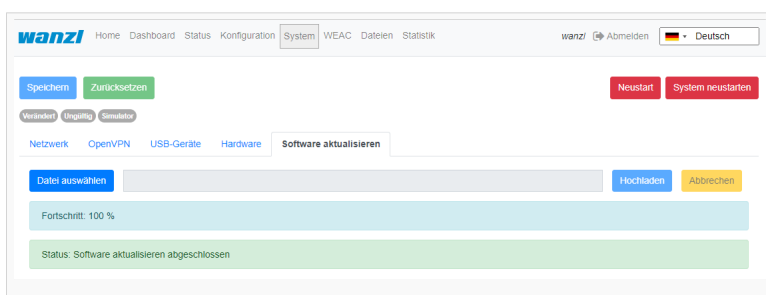 wanzl Home Dashboard Status Konfiguration System WEAC Dateien Statistik wanzl Abmelden Deutsch
Speichern Zurücksetzen Neustart System neustarten
Verändert Ungültig Simulator
Netzwerk OpenVPN USB-Geräte Hardware Software aktualisieren
Datei auswählen Hochladen Abbrechen
Fortschritt: 100 %
Status: Software aktualisieren abgeschlossen